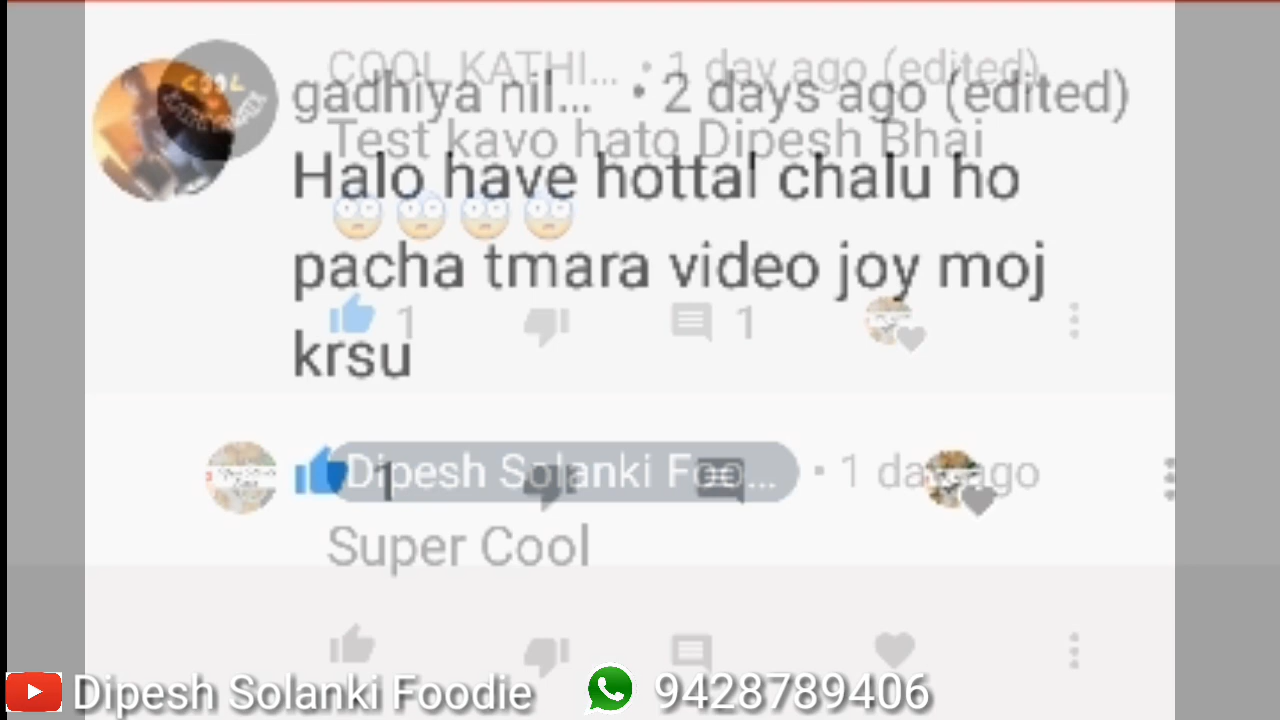 COOL KATHI... • 1 day ago (edited)
gadhiya nil... • 2 days ago (edited)
Test kavo hato Dipesh Bhai
Halo have hottal chalu ho
pacha tmara video joy moj
1 1
krsu
1 Dipesh Solanki Foo... • 1 day ago
Super Cool
Dipesh Solanki Foodie 9428789406